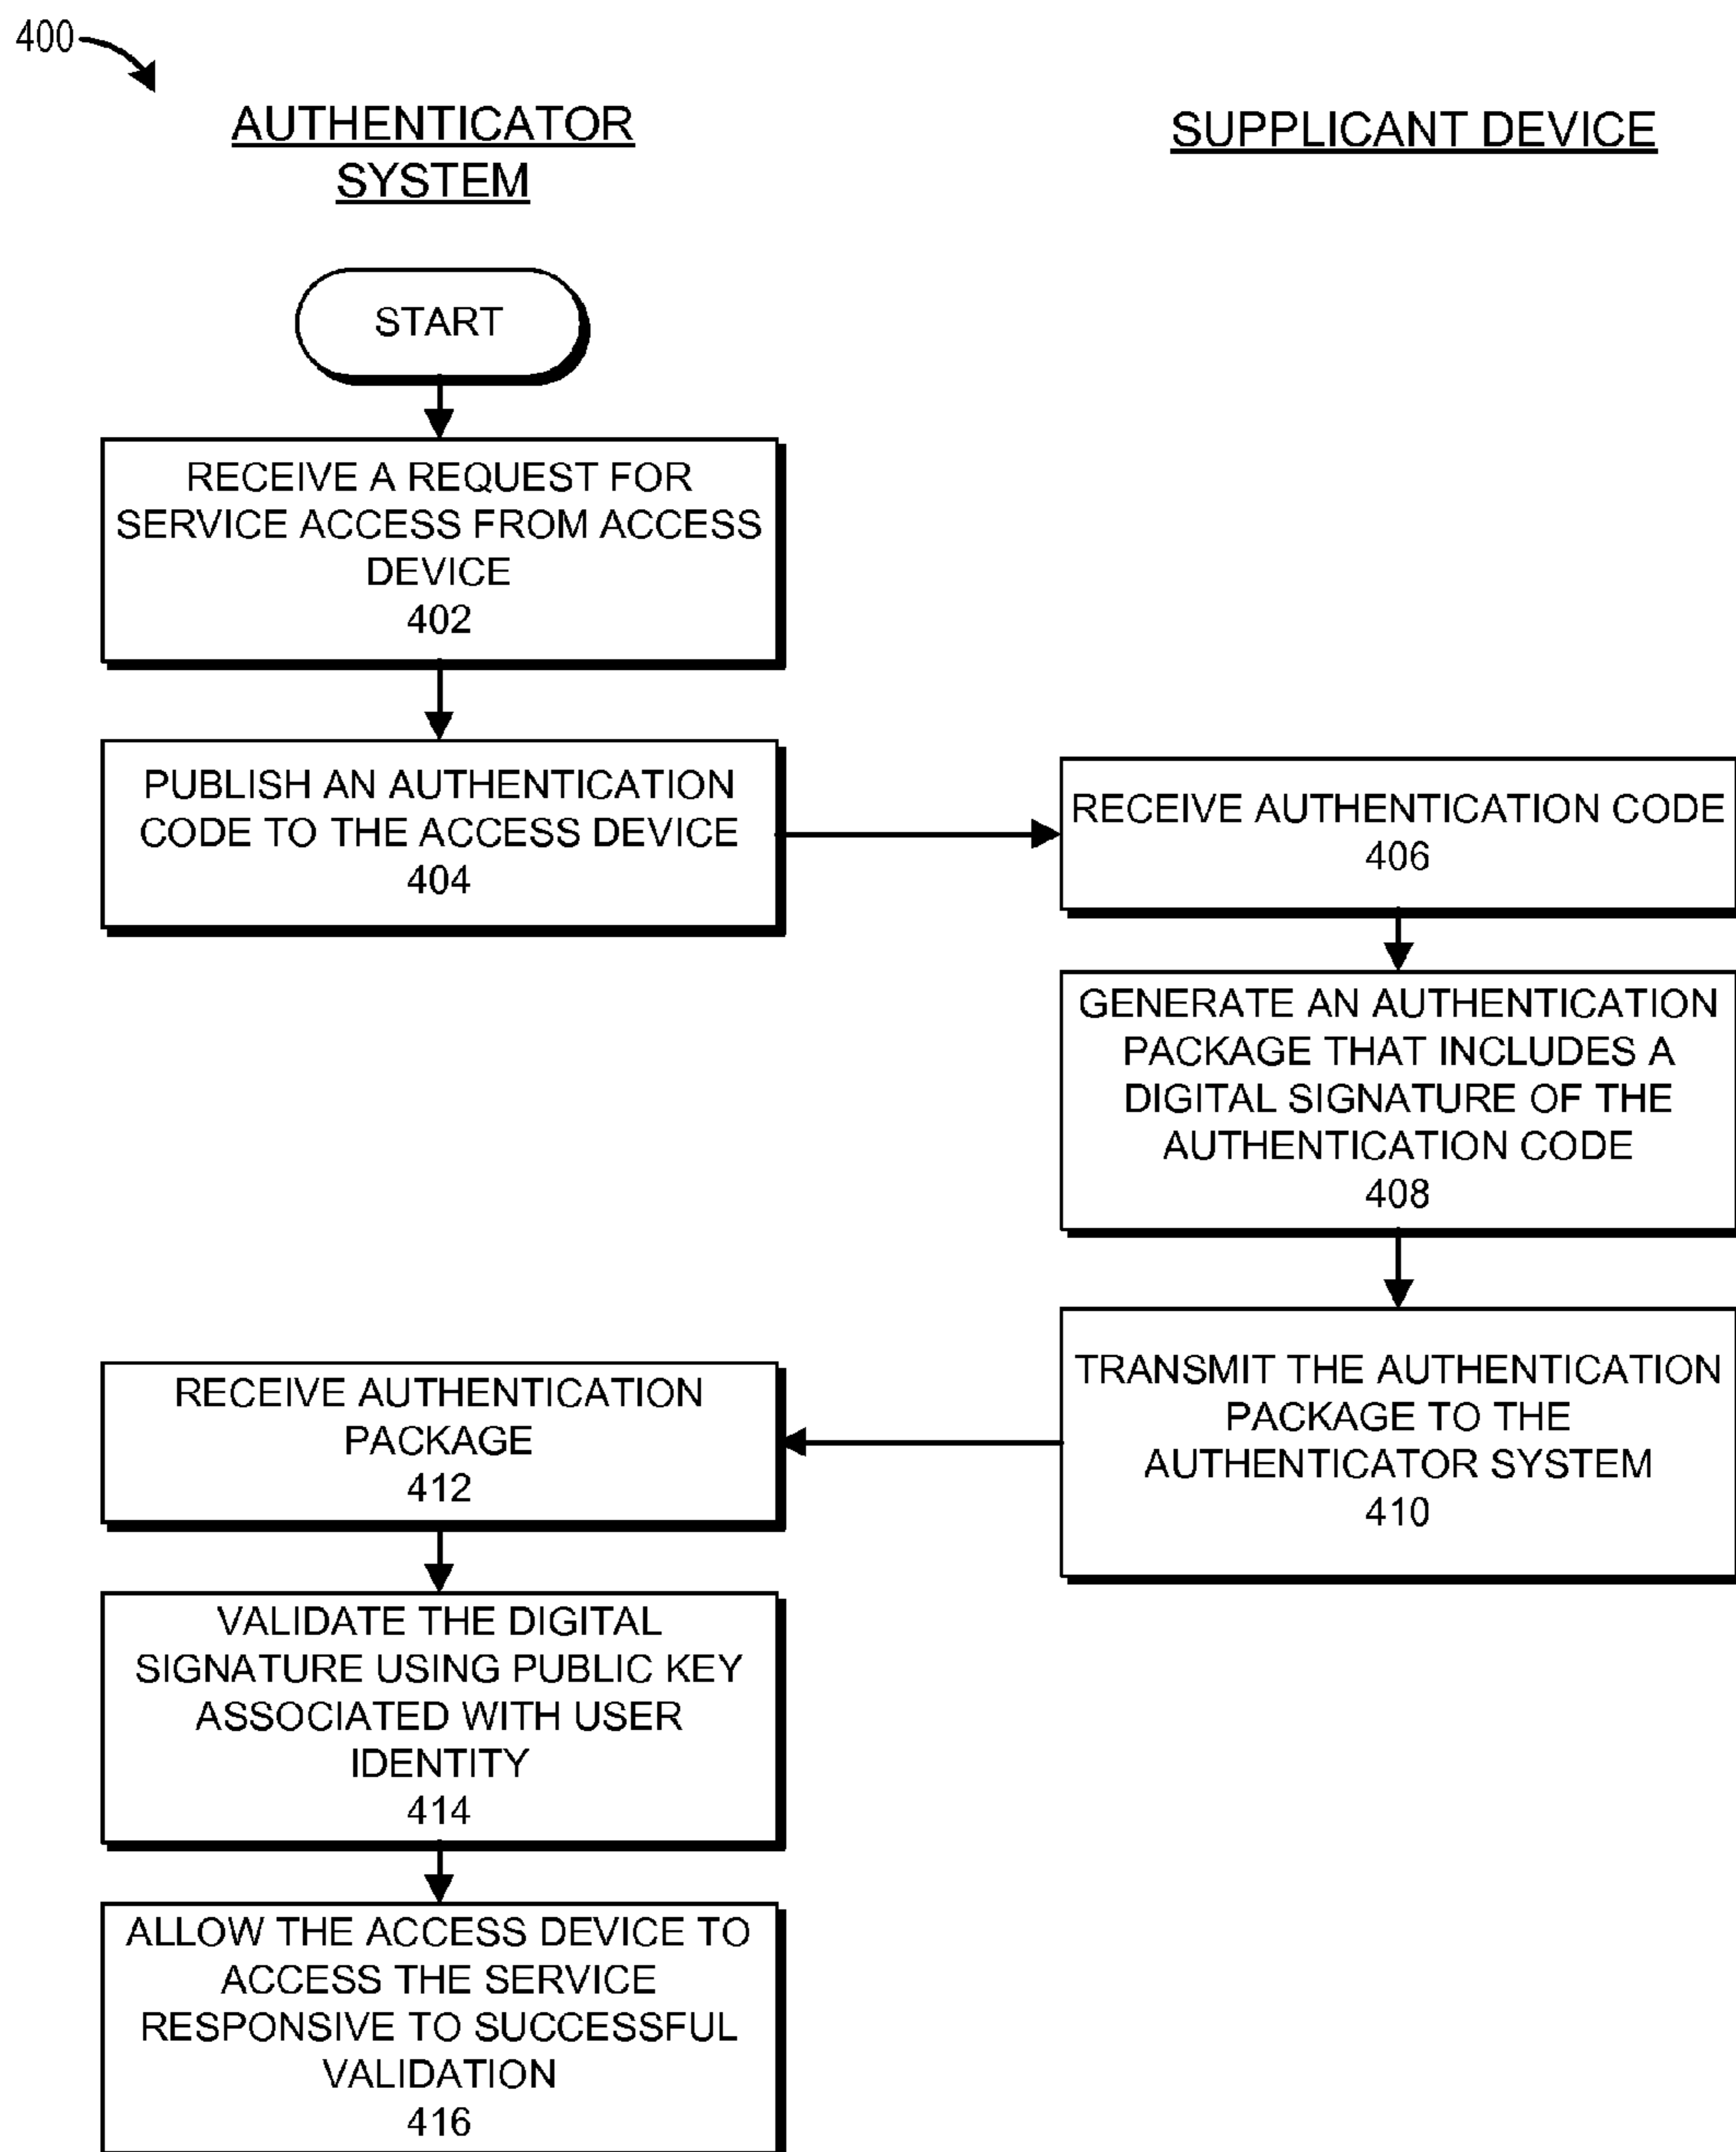 400
AUTHENTICATOR
SYSTEM
SUPPLICANT DEVICE
START
RECEIVE A REQUEST FOR
SERVICE ACCESS FROM ACCESS
DEVICE
402
PUBLISH AN AUTHENTICATION
CODE TO THE ACCESS DEVICE
404
RECEIVE AUTHENTICATION CODE
406
GENERATE AN AUTHENTICATION
PACKAGE THAT INCLUDES A
DIGITAL SIGNATURE OF THE
AUTHENTICATION CODE
408
TRANSMIT THE AUTHENTICATION
PACKAGE TO THE
AUTHENTICATOR SYSTEM
410
RECEIVE AUTHENTICATION
PACKAGE
412
VALIDATE THE DIGITAL
SIGNATURE USING PUBLIC KEY
ASSOCIATED WITH USER
IDENTITY
414
ALLOW THE ACCESS DEVICE TO
ACCESS THE SERVICE
RESPONSIVE TO SUCCESSFUL
VALIDATION
416